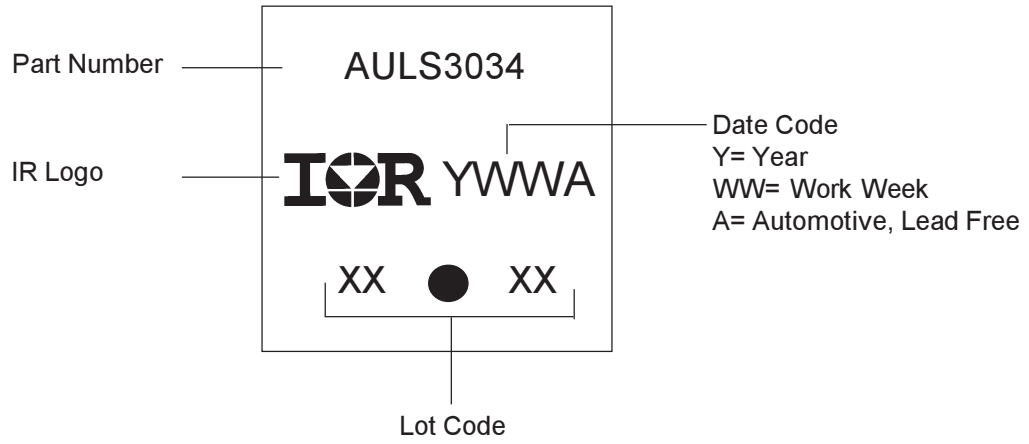 Part Number
AULS3034
IR Logo
IOR YWWA
Date Code
Y= Year
WW= Work Week
A= Automotive, Lead Free
XX XX
Lot Code